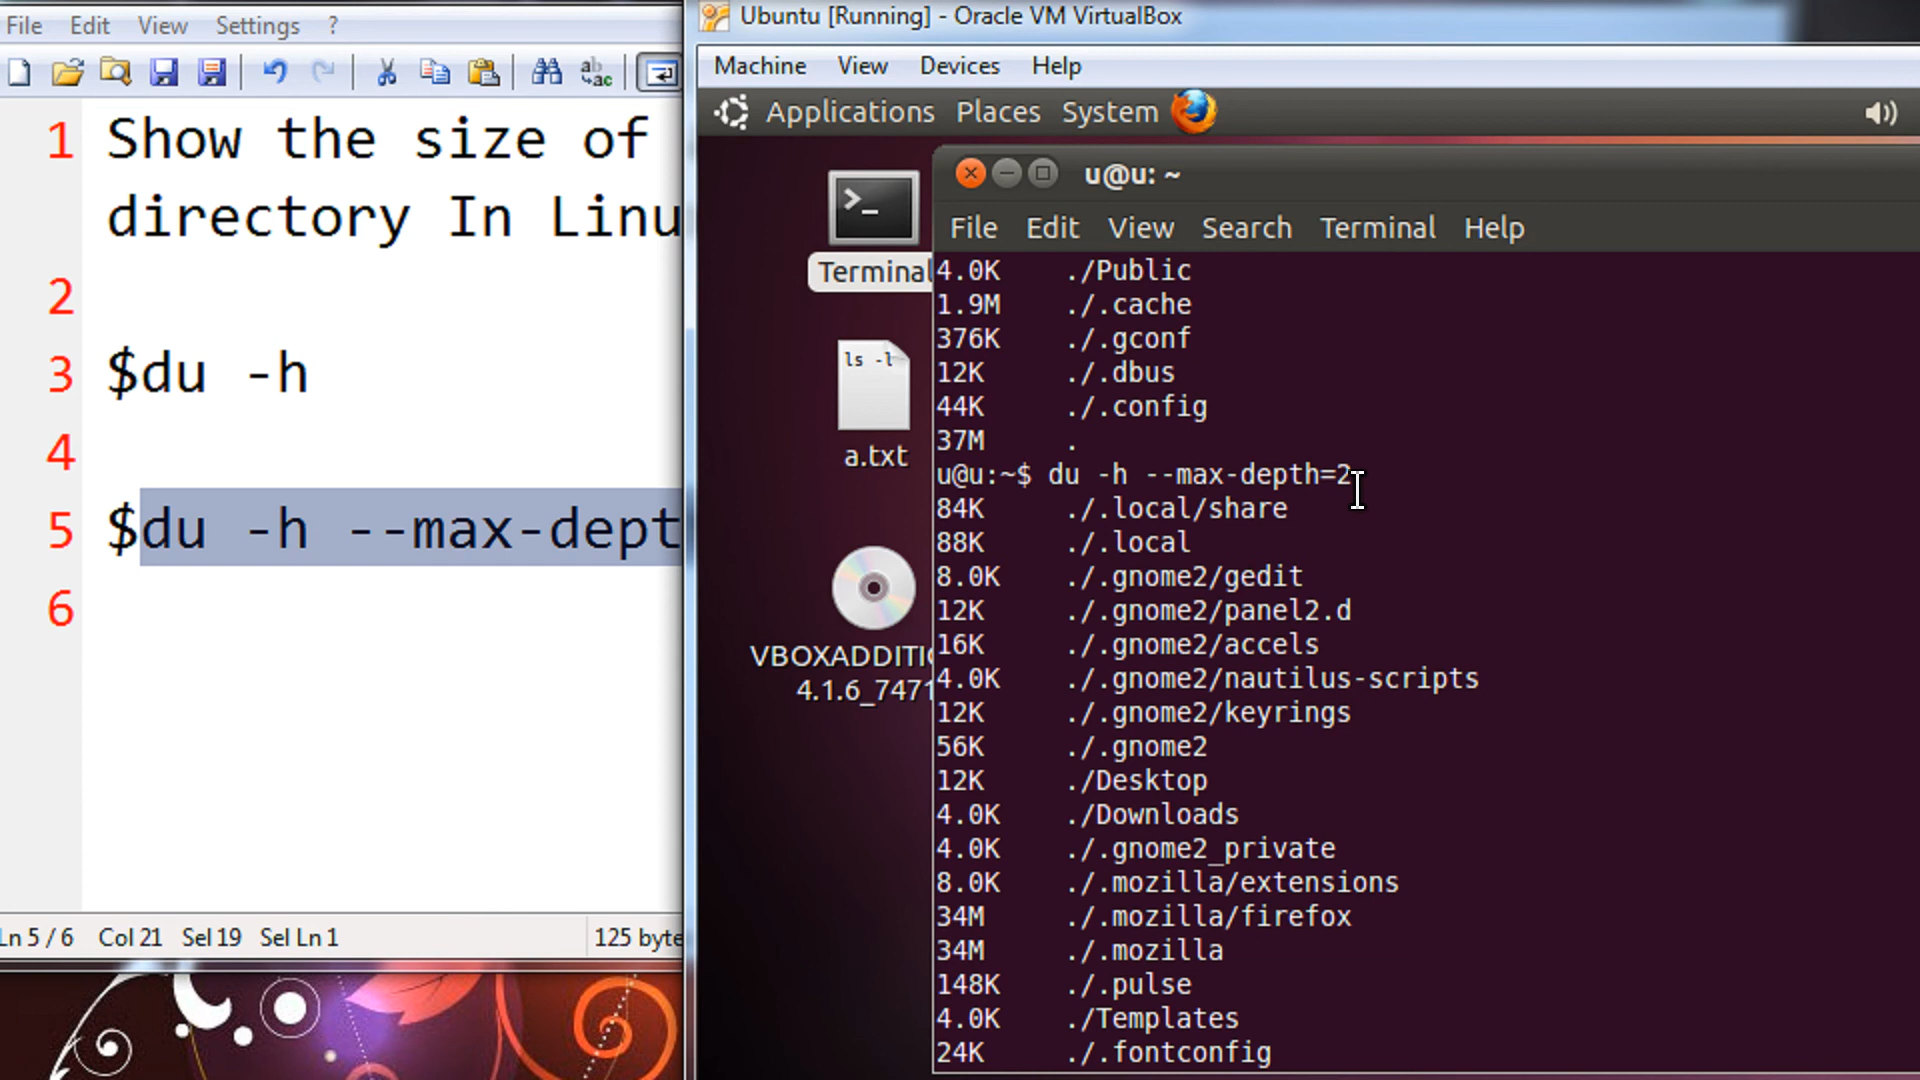 File Edit View Settings ?
1 Show the size of
directory In Linu
2
3 $du -h
4
5 $du -h --max-dept
6
Ln 5 / 6 Col 21 Sel 19 Sel Ln 1 125 byte
Ubuntu [Running] - Oracle VM VirtualBox
Machine View Devices Help
Applications Places System
Terminal
ls -l
a.txt
VBOXADDITIO
4.1.6_7471
u@u: ~
File Edit View Search Terminal Help
4.0K ./Public
1.9M ./.cache
376K ./.gconf
12K ./.dbus
44K ./.config
37M .
u@u:~$ du -h --max-depth=2
84K ./.local/share
88K ./.local
8.0K ./.gnome2/gedit
12K ./.gnome2/panel2.d
16K ./.gnome2/accels
4.0K ./.gnome2/nautilus-scripts
12K ./.gnome2/keyrings
56K ./.gnome2
12K ./Desktop
4.0K ./Downloads
4.0K ./.gnome2_private
8.0K ./.mozilla/extensions
34M ./.mozilla/firefox
34M ./.mozilla
148K ./.pulse
4.0K ./Templates
24K ./.fontconfig